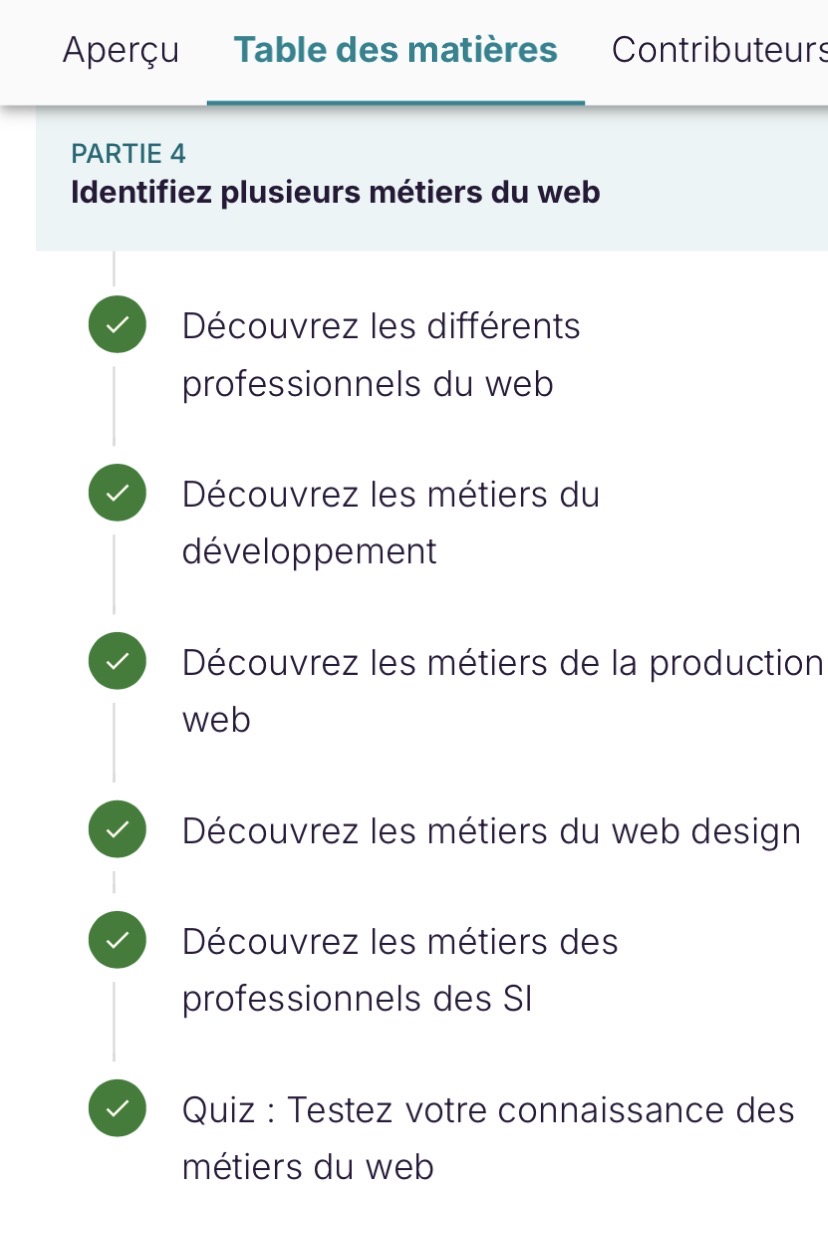 Aperçu Table des matières Contributeurs
PARTIE 4
Identifiez plusieurs métiers du web
Découvrez les différents
professionnels du web
Découvrez les métiers du
développement
Découvrez les métiers de la production
web
Découvrez les métiers du web design
Découvrez les métiers des
professionnels des SI
Quiz : Testez votre connaissance des
métiers du web